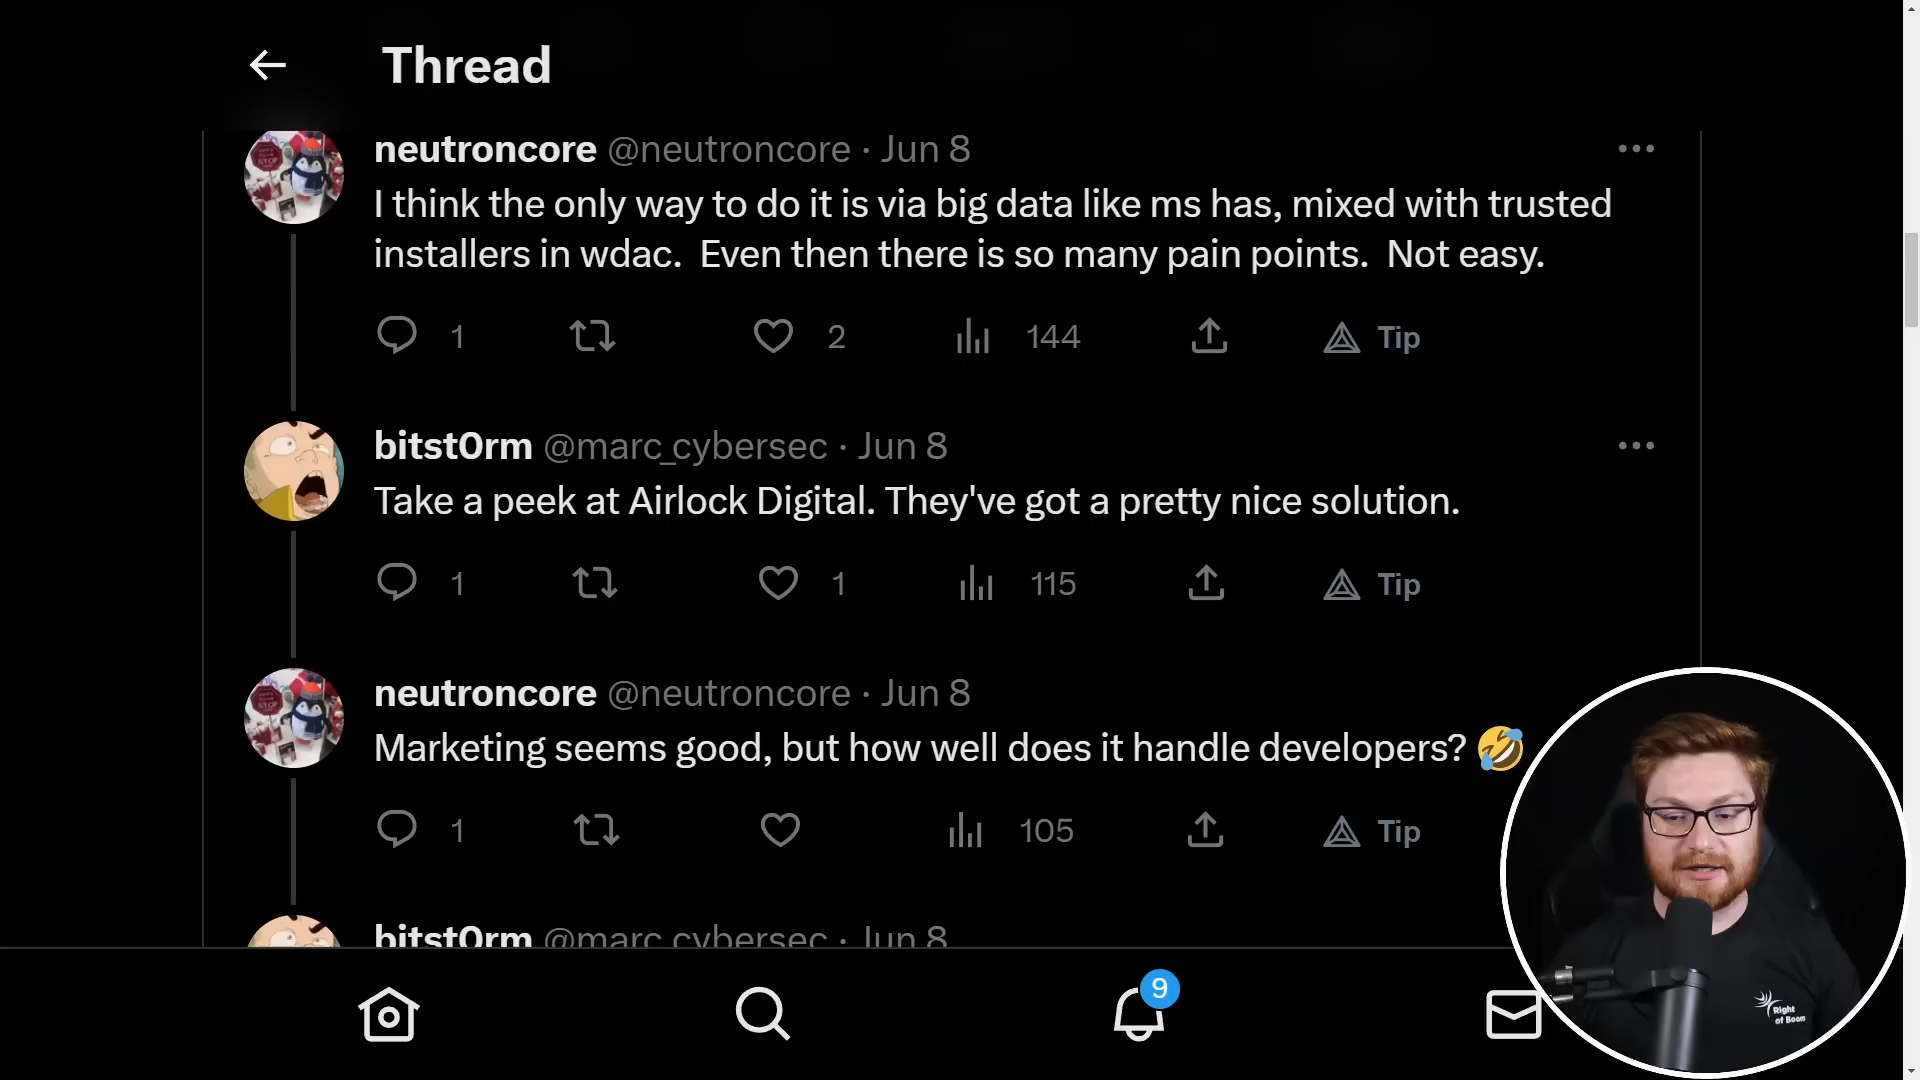 Thread
neutroncore @neutroncore · Jun 8
I think the only way to do it is via big data like ms has, mixed with trusted
installers in wdac.  Even then there is so many pain points.  Not easy.
1 2 144 Tip
bitst0rm @marc_cybersec · Jun 8
Take a peek at Airlock Digital. They've got a pretty nice solution.
1 1 115 Tip
neutroncore @neutroncore · Jun 8
Marketing seems good, but how well does it handle developers? 🤣
1 105 Tip
bitst0rm @marc_cybersec · Jun 8
9
Right
of Boom